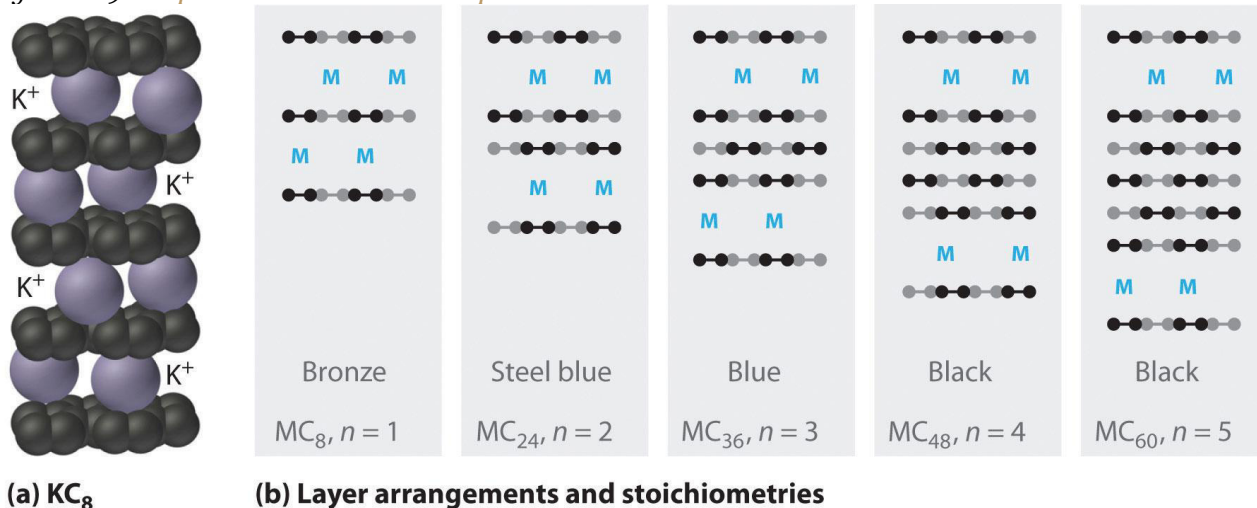 K⁺
K⁺
K⁺
K⁺
M M
M M
Bronze
MC₈, n = 1
M M
M M
Steel blue
MC₂₄, n = 2
M M
M M
Blue
MC₃₆, n = 3
M M
M M
Black
MC₄₈, n = 4
M M
M M
Black
MC₆₀, n = 5
(a) KC₈
(b) Layer arrangements and stoichiometries